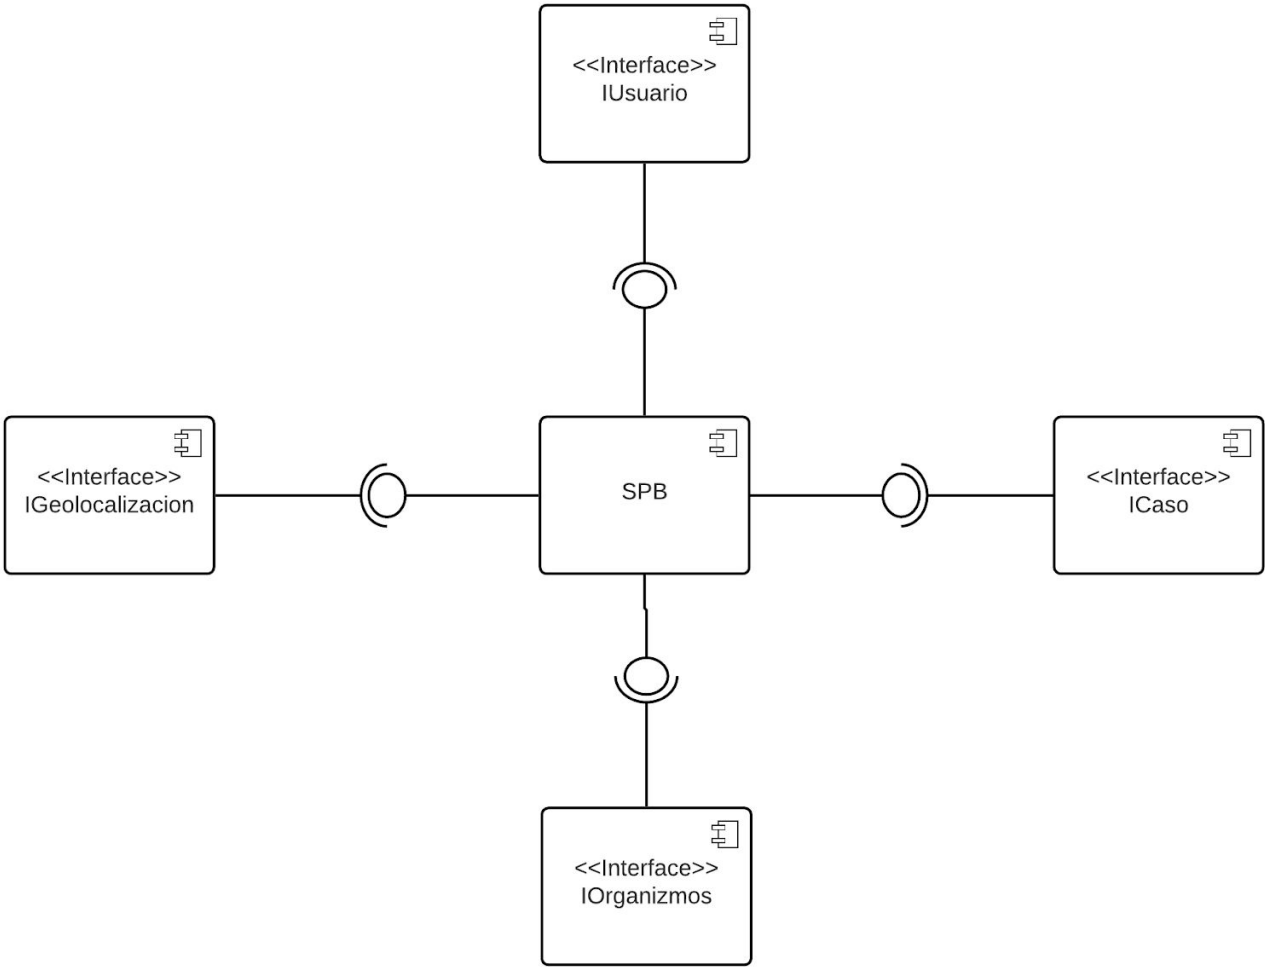 <<Interface>>
IUsuario
<<Interface>>
IGeolocalizacion
SPB
<<Interface>>
ICaso
<<Interface>>
IOrganizmos